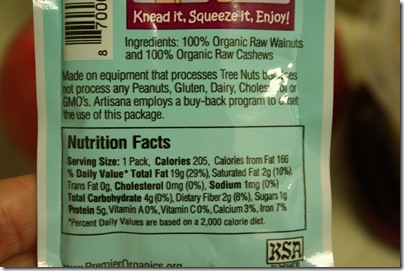 8 7000
Knead it, Squeeze it, Enjoy!
Ingredients: 100% Organic Raw Walnuts
and 100% Organic Raw Cashews
Made on equipment that processes Tree Nuts
not process any Peanuts, Gluten, Dairy, Cholesterol or
GMO's. Artisana employs a buy-back program to offset
the use of this package.
Nutrition Facts
Serving Size: 1 Pack, Calories 205, Calories from Fat 166
% Daily Value* Total Fat 19g (29%), Saturated Fat 2g (10%),
Trans Fat 0g, Cholesterol 0mg (0%), Sodium 1mg (0%)
Total Carbohydrate 4g (0%), Dietary Fiber 2g (8%), Sugars 1g
Protein 5g, Vitamin A 0%, Vitamin C 0%, Calcium 3%, Iron 7%
*Percent Daily Values are based on a 2,000 calorie diet.
KSA
PremierOrganics.org